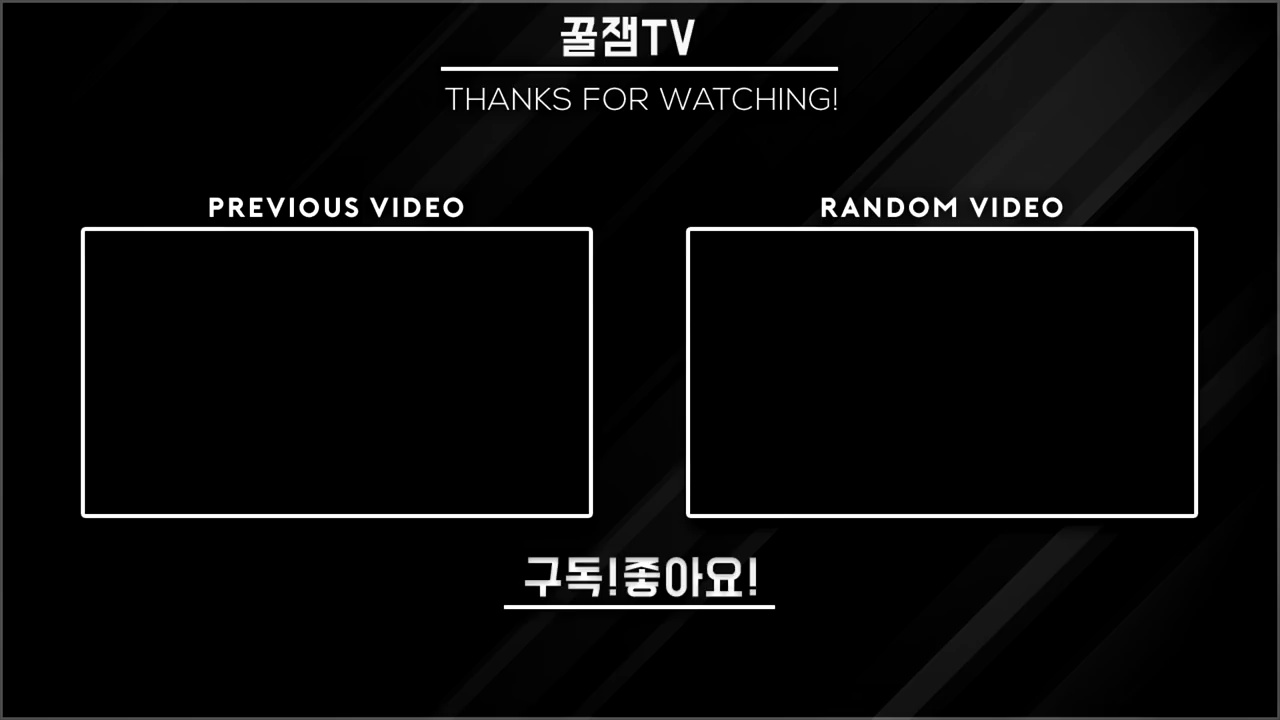 꿀잼TV
THANKS FOR WATCHING!
PREVIOUS VIDEO
RANDOM VIDEO
구독!좋아요!